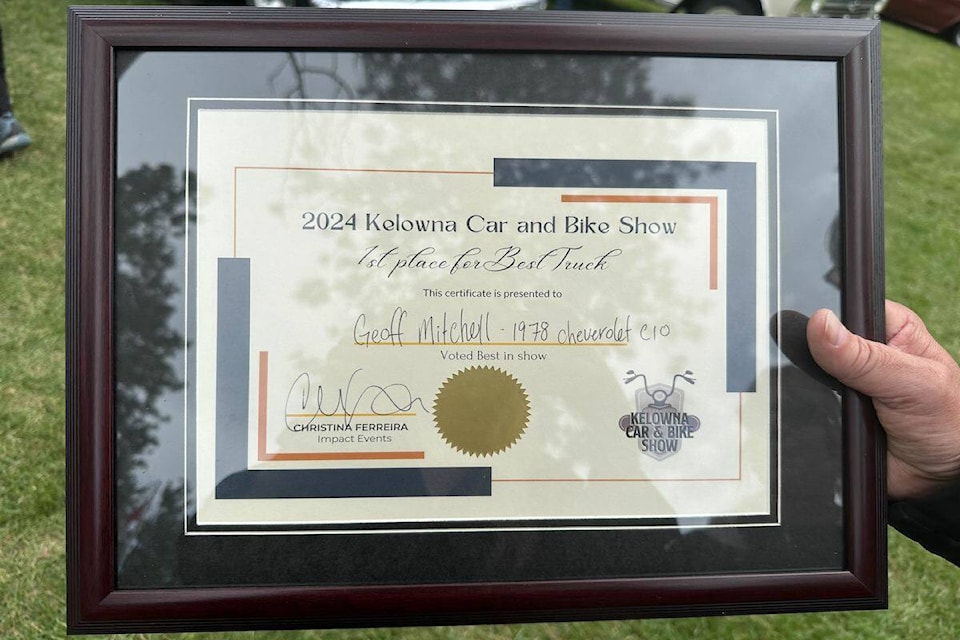 2024 Kelowna Car and Bike Show
1st place for Best Truck
This certificate is presented to
Geoff Mitchell - 1978 cheverolet C10
Voted Best in show
CHRISTINA FERREIRA
Impact Events
KELOWNA
CAR & BIKE
SHOW